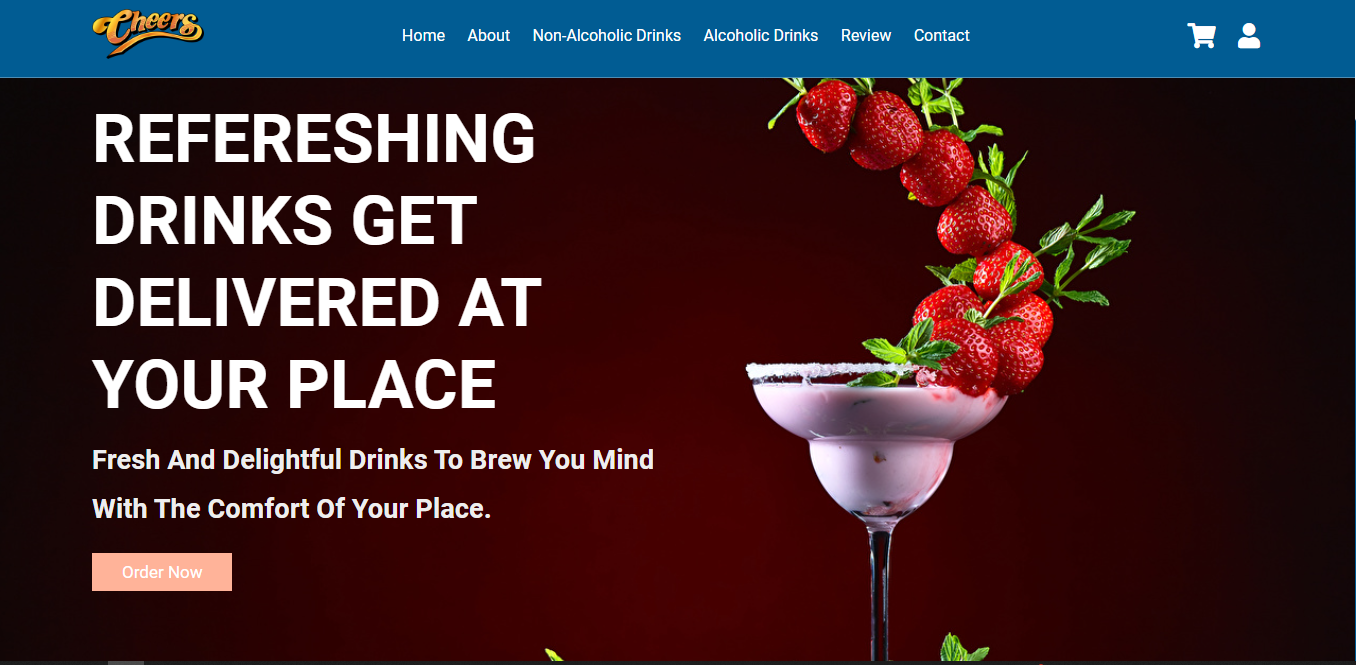 Cheers
Home About Non-Alcoholic Drinks Alcoholic Drinks Review Contact
REFERESHING
DRINKS GET
DELIVERED AT
YOUR PLACE
Fresh And Delightful Drinks To Brew You Mind
With The Comfort Of Your Place.
Order Now